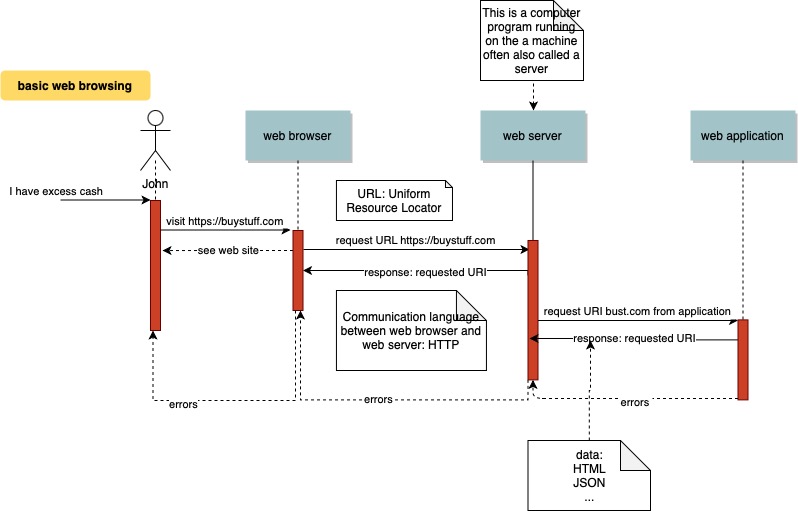 This is a computer
program running
on the a machine
often also called a
server
basic web browsing
web browser
web server
web application
John
I have excess cash
URL: Uniform
Resource Locator
visit https://buystuff.com
request URL https://buystuff.com
see web site
response: requested URI
request URI bust.com from application
Communication language
between web browser and
web server: HTTP
response: requested URI
errors
errors
errors
data:
HTML
JSON
...